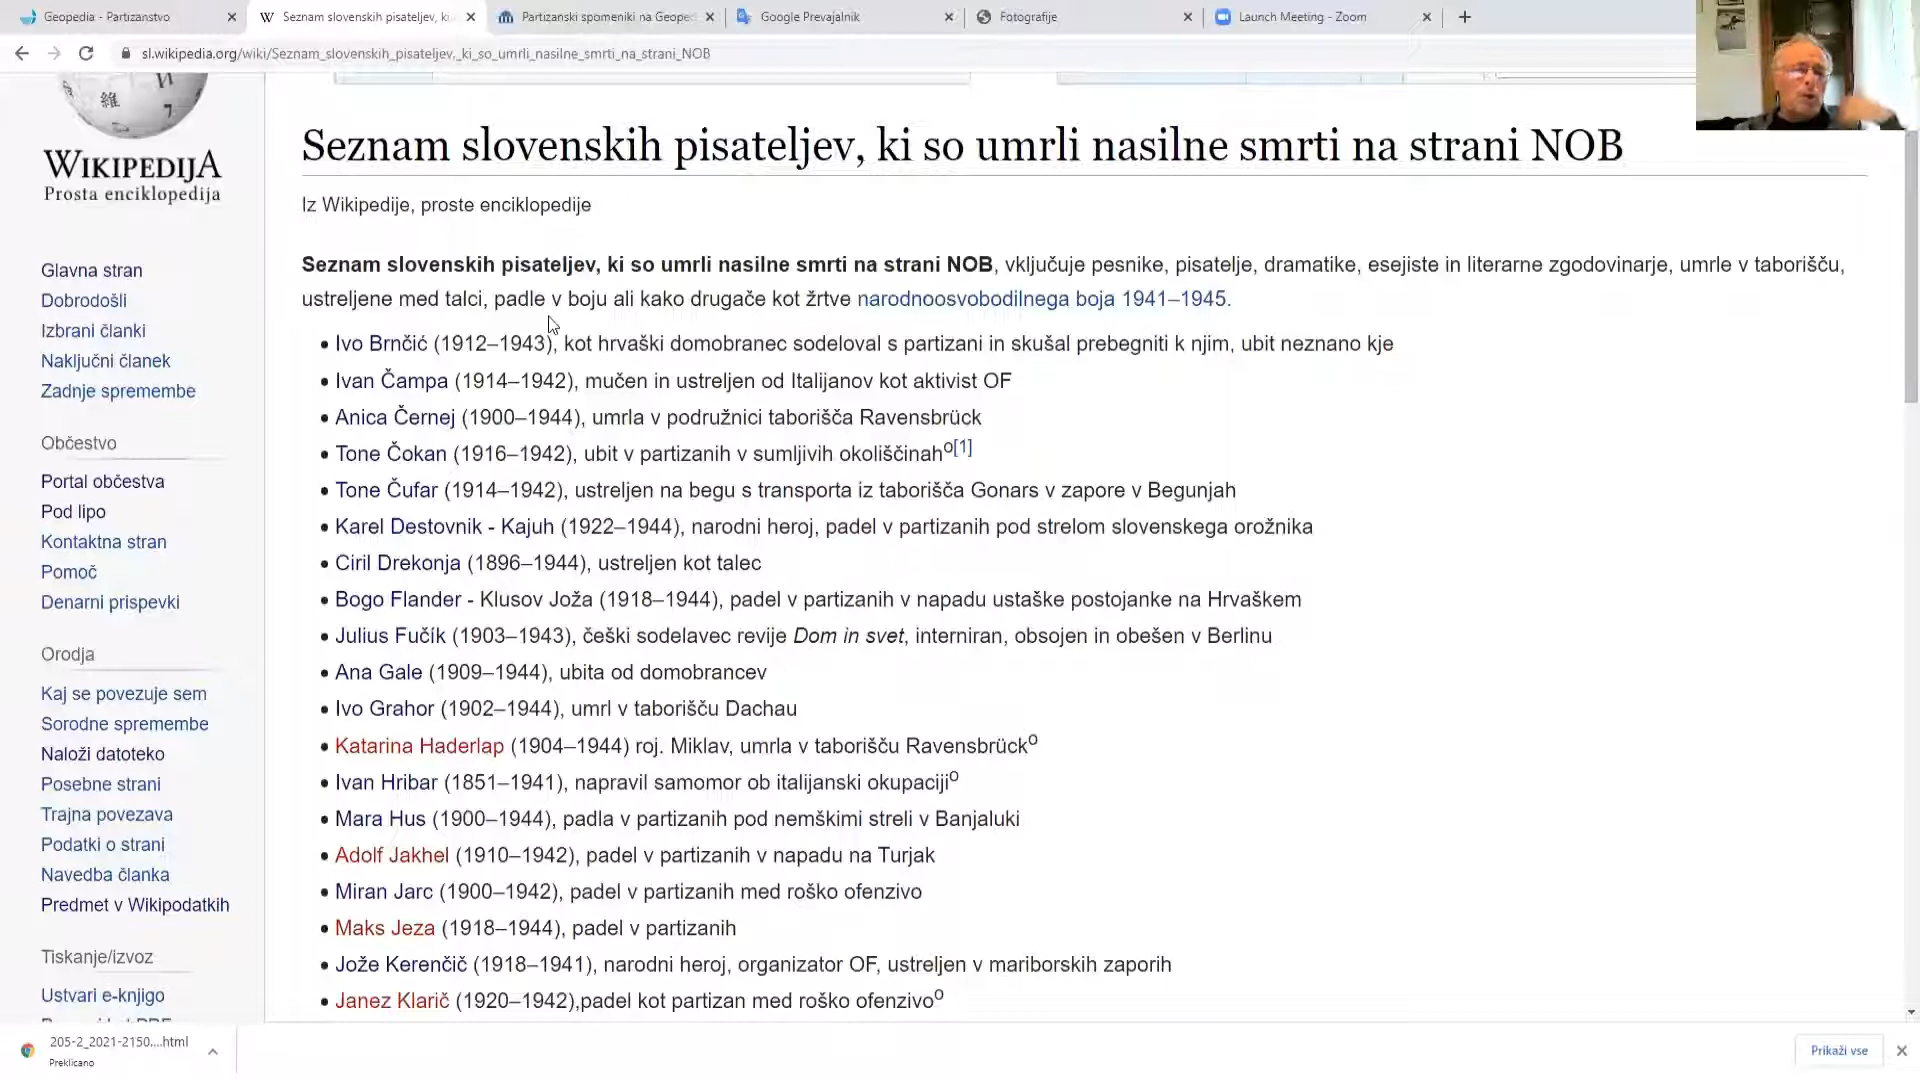 Geopedia - Partizanstvo
Seznam slovenskih pisateljev, ki
Partizanski spomeniki na Geoped
Google Prevajalnik
Fotografije
Launch Meeting - Zoom
sl.wikipedia.org/wiki/Seznam_slovenskih_pisateljev,_ki_so_umrli_nasilne_smrti_na_strani_NOB
WIKIPEDIJA
Prosta enciklopedija
Glavna stran
Dobrodošli
Izbrani članki
Naključni članek
Zadnje spremembe
Občestvo
Portal občestva
Pod lipo
Kontaktna stran
Pomoč
Denarni prispevki
Orodja
Kaj se povezuje sem
Sorodne spremembe
Naloži datoteko
Posebne strani
Trajna povezava
Podatki o strani
Navedba članka
Predmet v Wikipodatkih
Tiskanje/izvoz
Ustvari e-knjigo
Seznam slovenskih pisateljev, ki so umrli nasilne smrti na strani NOB
Iz Wikipedije, proste enciklopedije
Seznam slovenskih pisateljev, ki so umrli nasilne smrti na strani NOB, vključuje pesnike, pisatelje, dramatike, esejiste in literarne zgodovinarje, umrle v taborišču,
ustreljene med talci, padle v boju ali kako drugače kot žrtve narodnoosvobodilnega boja 1941–1945.
• Ivo Brnčić (1912–1943), kot hrvaški domobranec sodeloval s partizani in skušal prebegniti k njim, ubit neznano kje
• Ivan Čampa (1914–1942), mučen in ustreljen od Italijanov kot aktivist OF
• Anica Černej (1900–1944), umrla v podružnici taborišča Ravensbrück
• Tone Čokan (1916–1942), ubit v partizanih v sumljivih okoliščinah⁰[1]
• Tone Čufar (1914–1942), ustreljen na begu s transporta iz taborišča Gonars v zapore v Begunjah
• Karel Destovnik - Kajuh (1922–1944), narodni heroj, padel v partizanih pod strelom slovenskega orožnika
• Ciril Drekonja (1896–1944), ustreljen kot talec
• Bogo Flander - Klusov Joža (1918–1944), padel v partizanih v napadu ustaške postojanke na Hrvaškem
• Julius Fučík (1903–1943), češki sodelavec revije Dom in svet, interniran, obsojen in obešen v Berlinu
• Ana Gale (1909–1944), ubita od domobrancev
• Ivo Grahor (1902–1944), umrl v taborišču Dachau
• Katarina Haderlap (1904–1944) roj. Miklav, umrla v taborišču Ravensbrück⁰
• Ivan Hribar (1851–1941), napravil samomor ob italijanski okupaciji⁰
• Mara Hus (1900–1944), padla v partizanih pod nemškimi streli v Banjaluki
• Adolf Jakhel (1910–1942), padel v partizanih v napadu na Turjak
• Miran Jarc (1900–1942), padel v partizanih med roško ofenzivo
• Maks Jeza (1918–1944), padel v partizanih
• Jože Kerenčič (1918–1941), narodni heroj, organizator OF, ustreljen v mariborskih zaporih
• Janez Klarič (1920–1942),padel kot partizan med roško ofenzivo⁰
205-2_2021-2150....html
Preklicano
Prikaži vse